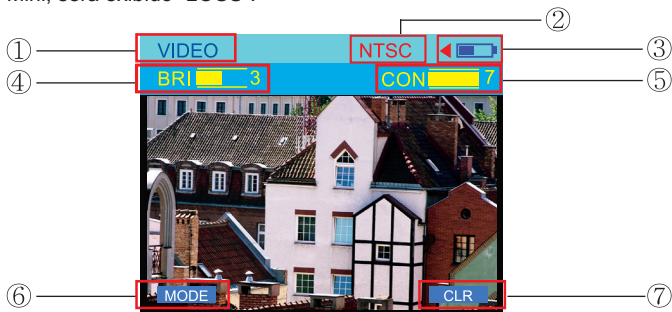 ② 
① VIDEO NTSC ③
④ BRI 3 CON 7 ⑤
⑥ MODE CLR ⑦